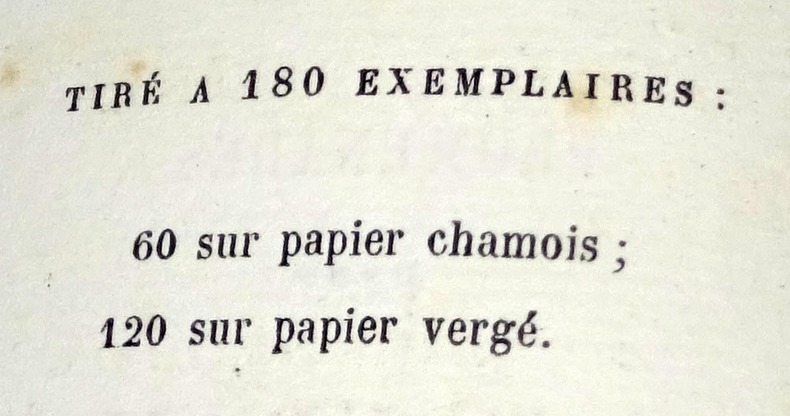 TIRÉ A 180 EXEMPLAIRES :
60 sur papier chamois ;
120 sur papier vergé.